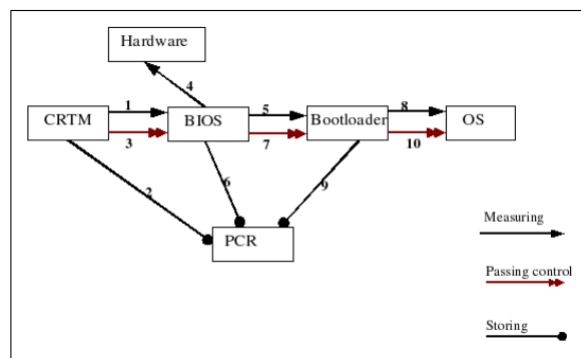 Hardware
4
1
5
8
CRTM
BIOS
Bootloader
OS
3
7
10
2
6
9
PCR
Measuring
Passing control
Storing